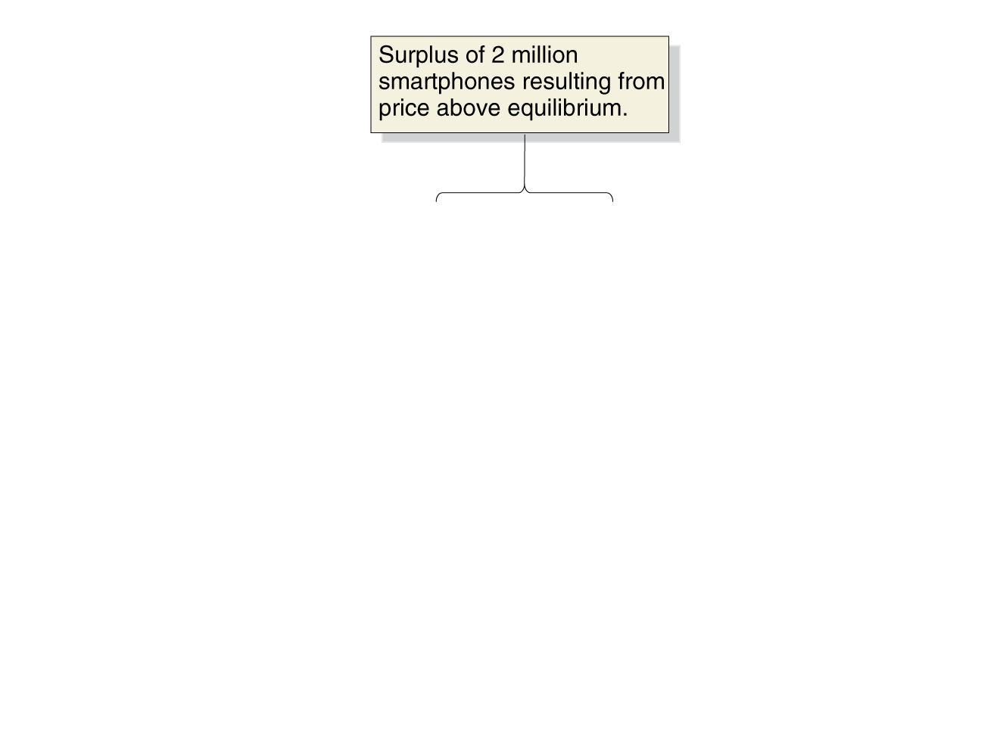 Surplus of 2 million
smartphones resulting from
price above equilibrium.